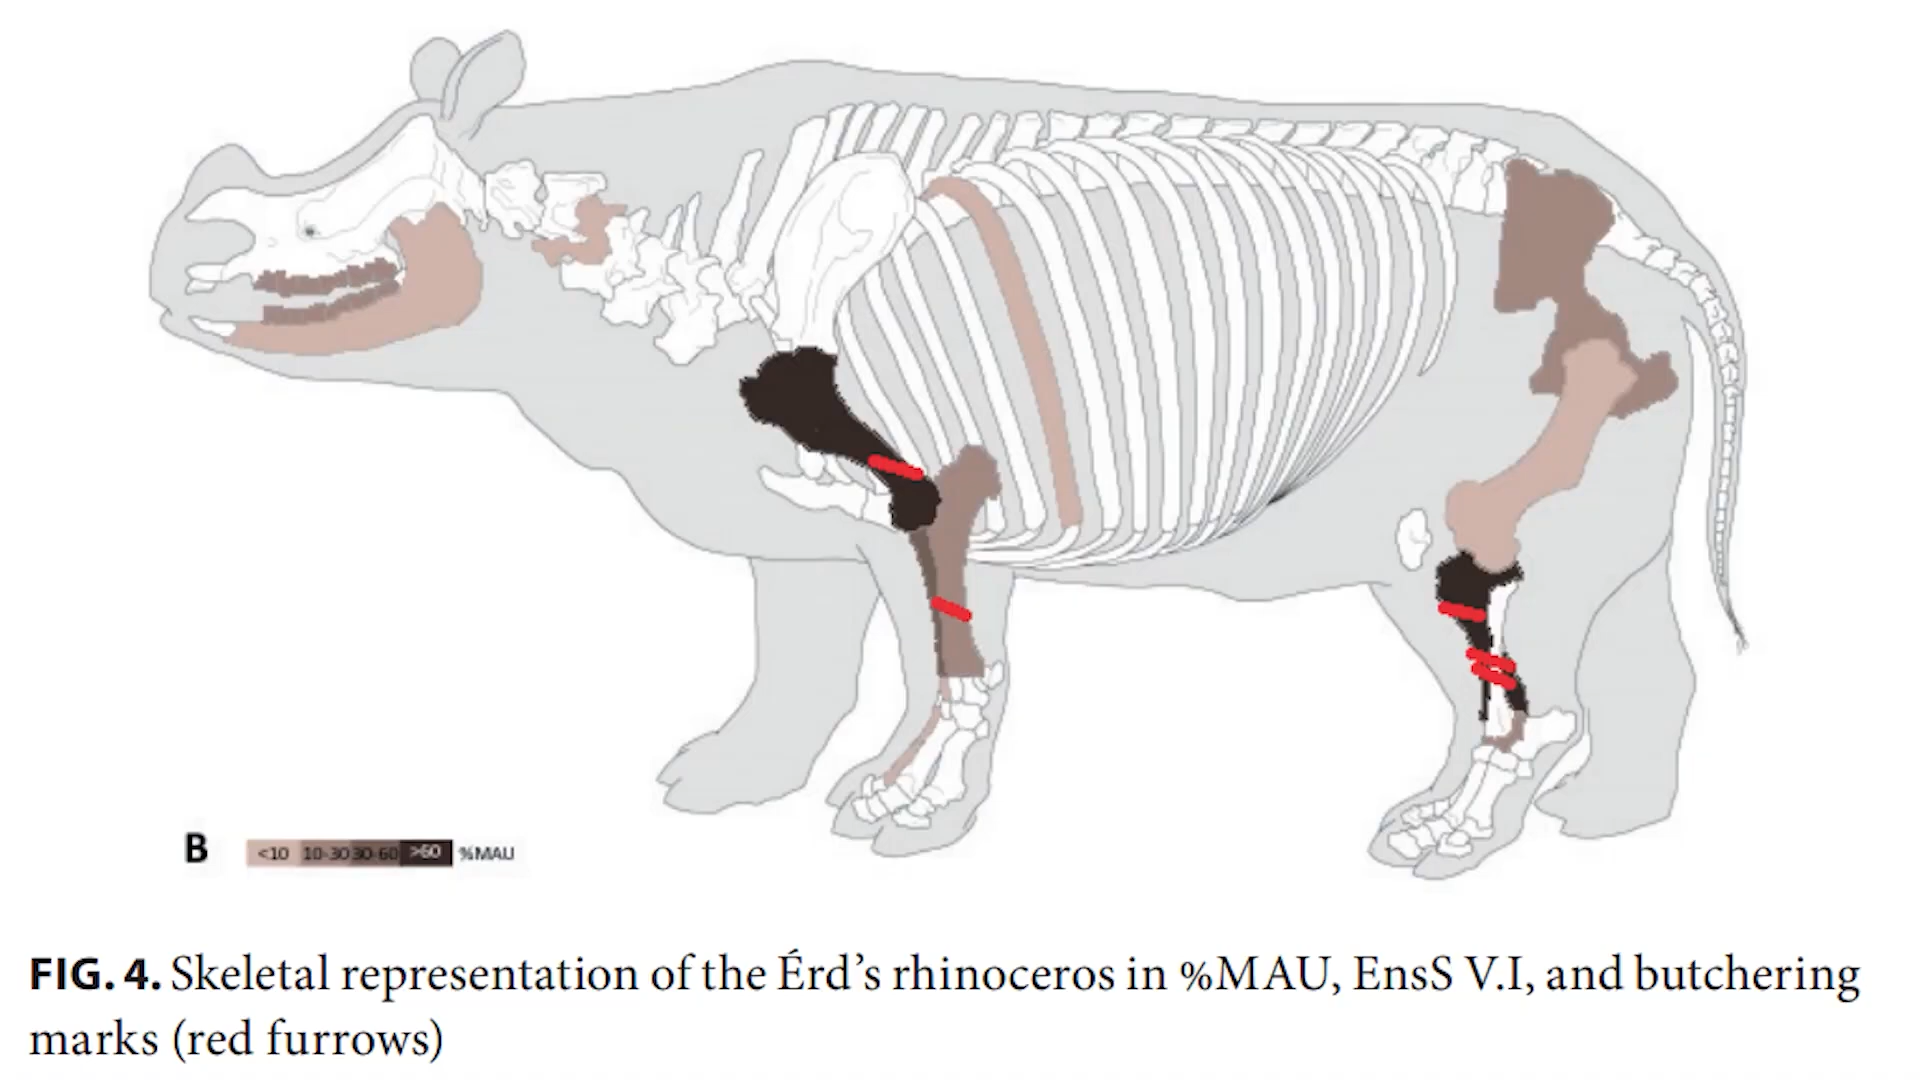 B <10 10-30 30-60 >60 %MAU
FIG. 4. Skeletal representation of the Érd’s rhinoceros in %MAU, EnsS V.I, and butchering
marks (red furrows)